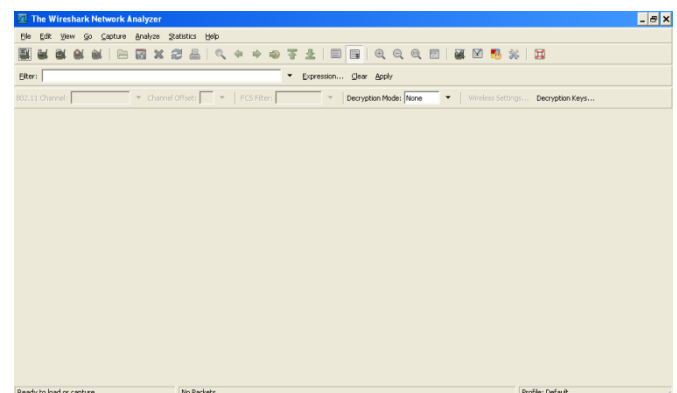 The Wireshark Network Analyzer
File Edit View Go Capture Analyze Statistics Help
Filter: Expression... Clear Apply
802.11 Channel: Channel Offset: FCS Filter: Decryption Mode: None Wireless Settings... Decryption Keys...
Ready to load or capture No Packets Profile: Default